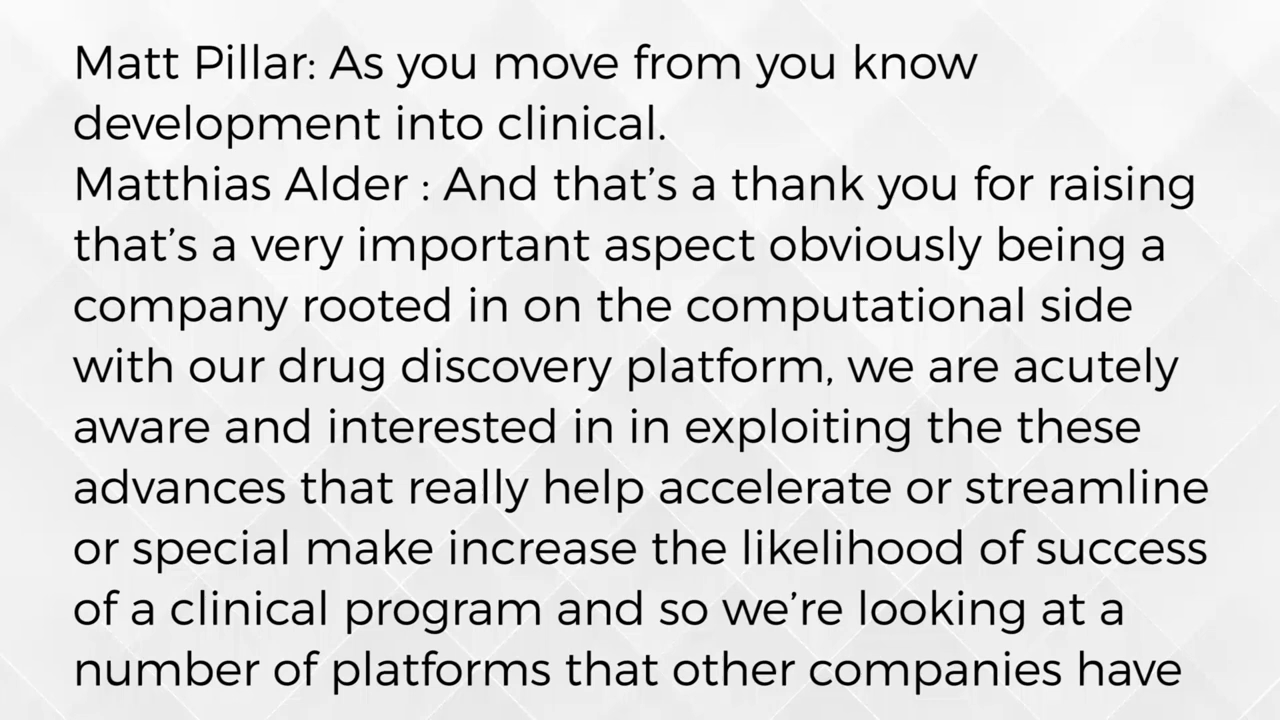 Matt Pillar: As you move from you know
development into clinical.
Matthias Alder : And that’s a thank you for raising
that’s a very important aspect obviously being a
company rooted in on the computational side
with our drug discovery platform, we are acutely
aware and interested in in exploiting the these
advances that really help accelerate or streamline
or special make increase the likelihood of success
of a clinical program and so we’re looking at a
number of platforms that other companies have